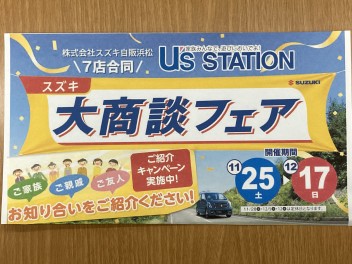 株式会社スズキ自販浜松
7店合同
U'S STATION
SUZUKI
スズキ
大商談フェア
ご紹介
キャンペーン
実施中!
ご家族
ご親戚
ご友人
お知り合いをご紹介ください!
開催期間
11
25
土
12
17
日